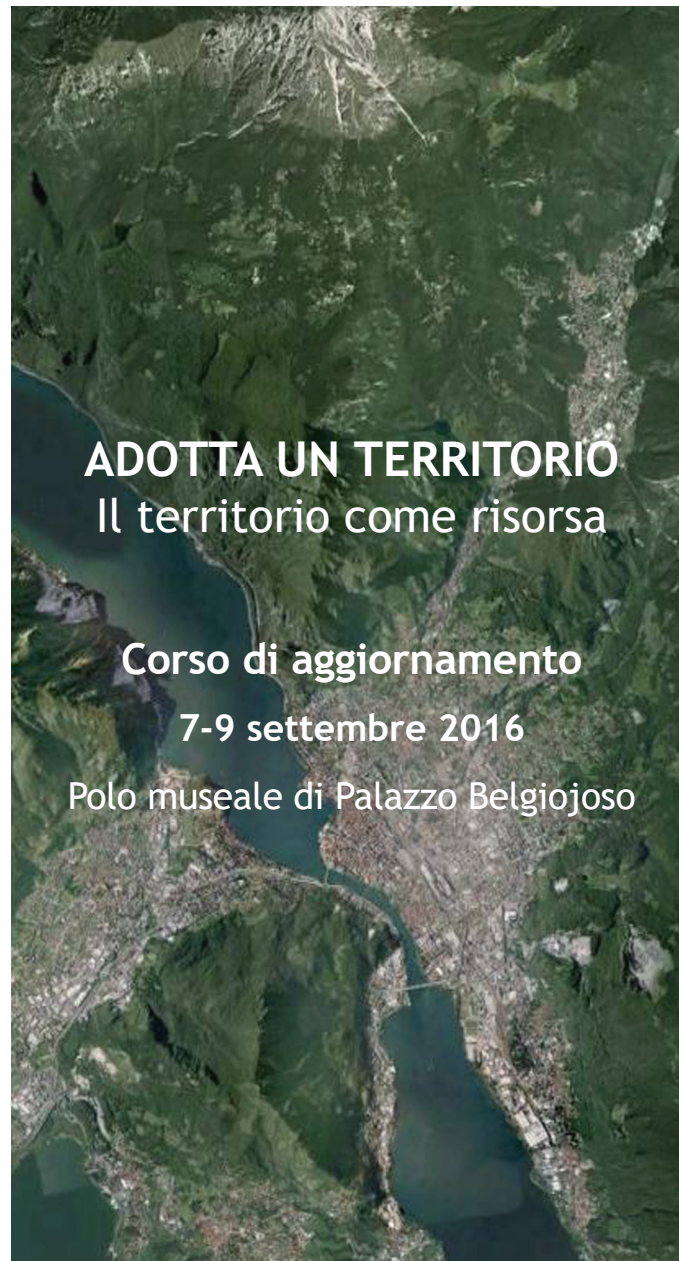 ADOTTA UN TERRITORIO
Il territorio come risorsa
Corso di aggiornamento
7-9 settembre 2016
Polo museale di Palazzo Belgiojoso